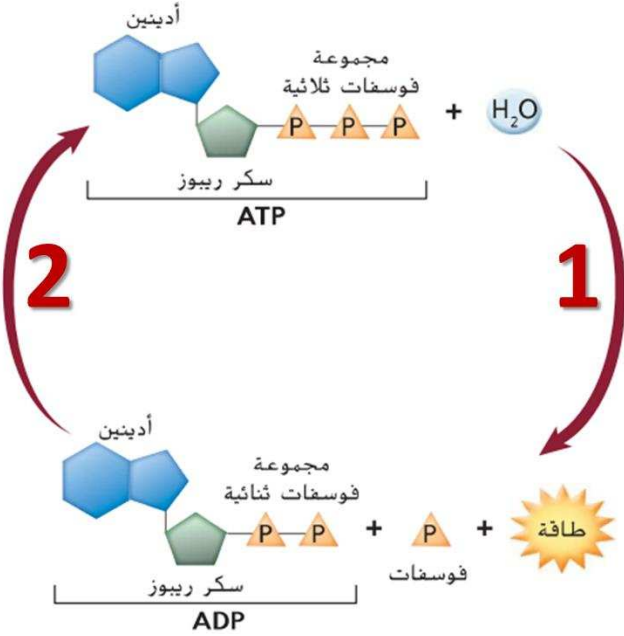 أدينين
مجموعة
فوسفات ثلاثية
P P P + H₂O
سكر ريبوز
ATP
2
1
أدينين
مجموعة
فوسفات ثنائية
P P + P + طاقة
فوسفات
سكر ريبوز
ADP